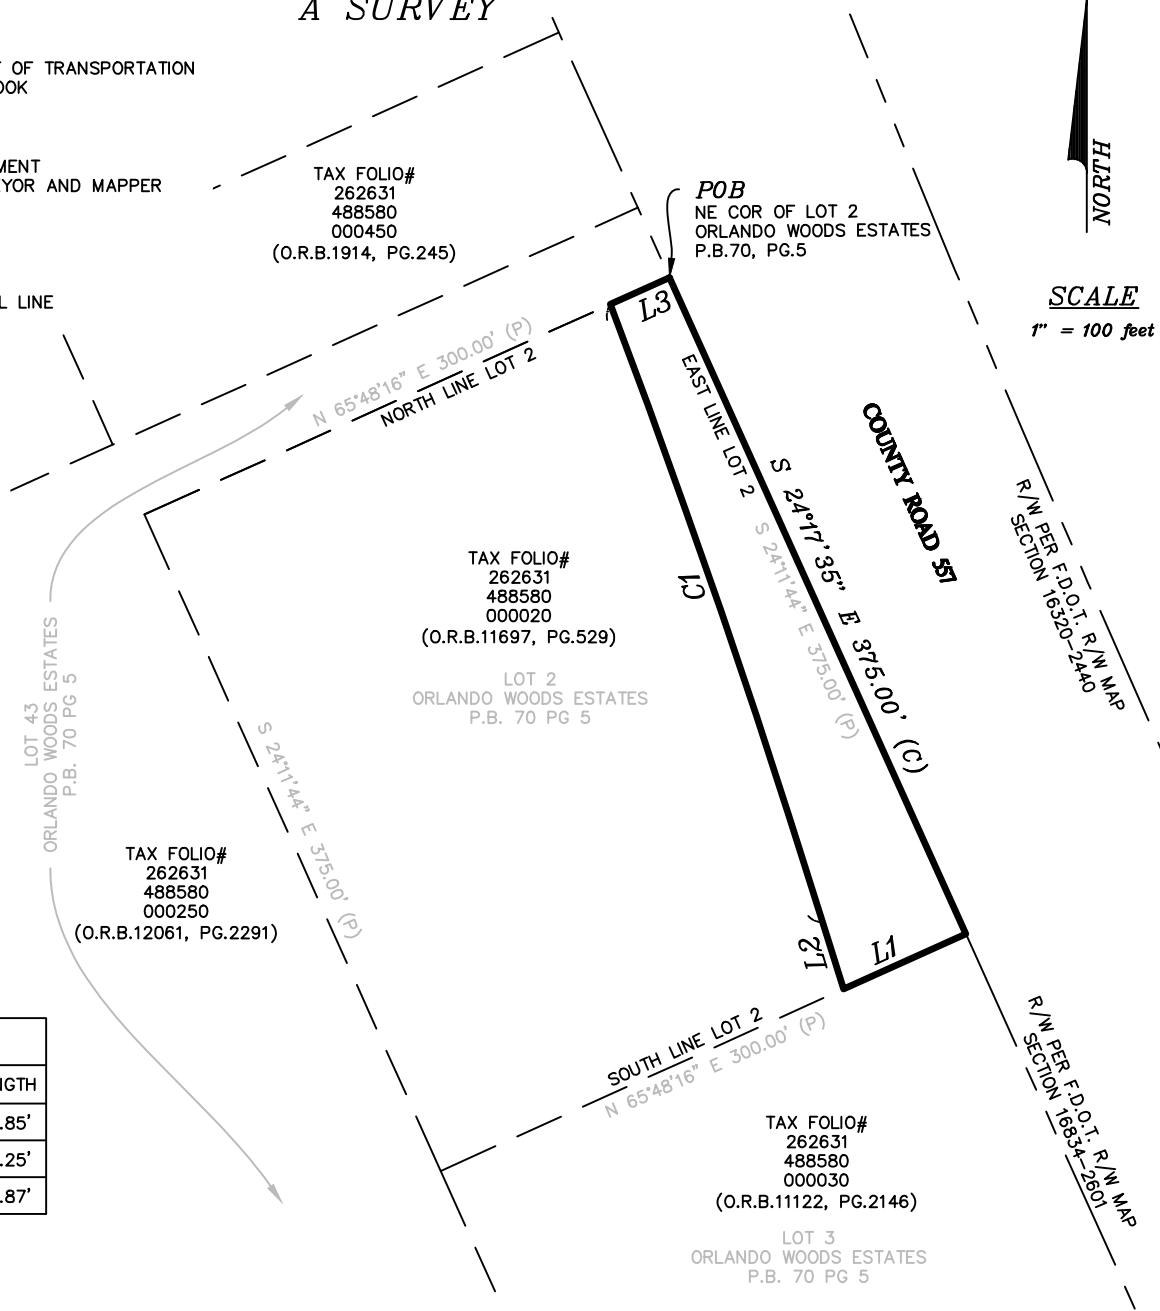 A SURVEY
OF TRANSPORTATION
OOK
MENT
YOR AND MAPPER
L LINE
TAX FOLIO#
262631
488580
000450
(O.R.B.1914, PG.245)
POB
NE COR OF LOT 2
ORLANDO WOODS ESTATES
P.B.70, PG.5
NORTH
SCALE
1" = 100 feet
L3
N 65°48'16" E 300.00' (P)
NORTH LINE LOT 2
EAST LINE LOT 2
S 24°17'35" E 375.00' (C)
S 24°11'44" E 375.00' (P)
COUNTY ROAD 557
R/W PER F.D.O.T. R/W MAP
SECTION 16320-2440
C1
TAX FOLIO#
262631
488580
000020
(O.R.B.11697, PG.529)
LOT 2
ORLANDO WOODS ESTATES
P.B. 70 PG 5
LOT 43
ORLANDO WOODS ESTATES
P.B. 70 PG 5
S 24°11'44" E 375.00' (P)
TAX FOLIO#
262631
488580
000250
(O.R.B.12061, PG.2291)
L2
L1
SOUTH LINE LOT 2
N 65°48'16" E 300.00' (P)
R/W PER F.D.O.T. R/W MAP
SECTION 16834-2601
NGTH
.85'
.25'
.87'
TAX FOLIO#
262631
488580
000030
(O.R.B.11122, PG.2146)
LOT 3
ORLANDO WOODS ESTATES
P.B. 70 PG 5